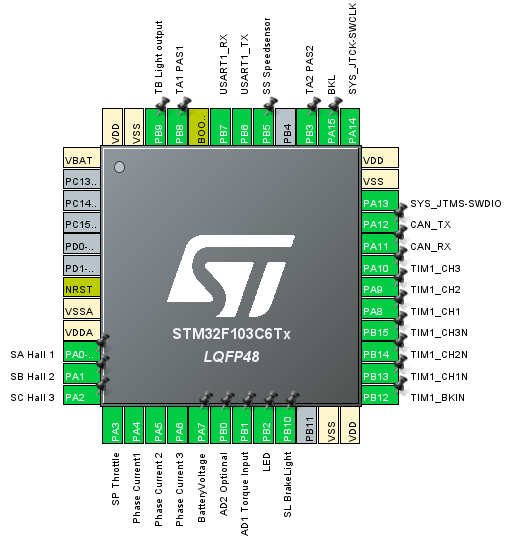 TB Light output
TA1 PAS1
USART1_RX
USART1_TX
SS Speedsensor
TA2 PAS2
BKL
SYS_JTCK-SWCLK
VDD
VSS
PB9
PB8
BOO..
PB7
PB6
PB5
PB4
PB3
PA15
PA14
VBAT
PC13..
PC14..
PC15..
PD0-..
PD1-..
NRST
VSSA
VDDA
SA Hall 1
PA0-..
SB Hall 2
PA1
SC Hall 3
PA2
ST
STM32F103C6Tx
LQFP48
VDD
VSS
PA13
SYS_JTMS-SWDIO
PA12
CAN_TX
PA11
CAN_RX
PA10
TIM1_CH3
PA9
TIM1_CH2
PA8
TIM1_CH1
PB15
TIM1_CH3N
PB14
TIM1_CH2N
PB13
TIM1_CH1N
PB12
TIM1_BKIN
PA3
PA4
PA5
PA6
PA7
PB0
PB1
PB2
PB10
PB11
VSS
VDD
SP Throttle
Phase Current1
Phase Current 2
Phase Current 3
BatteryVoltage
AD2 Optional
AD1 Torque Input
LED
SL BrakeLight